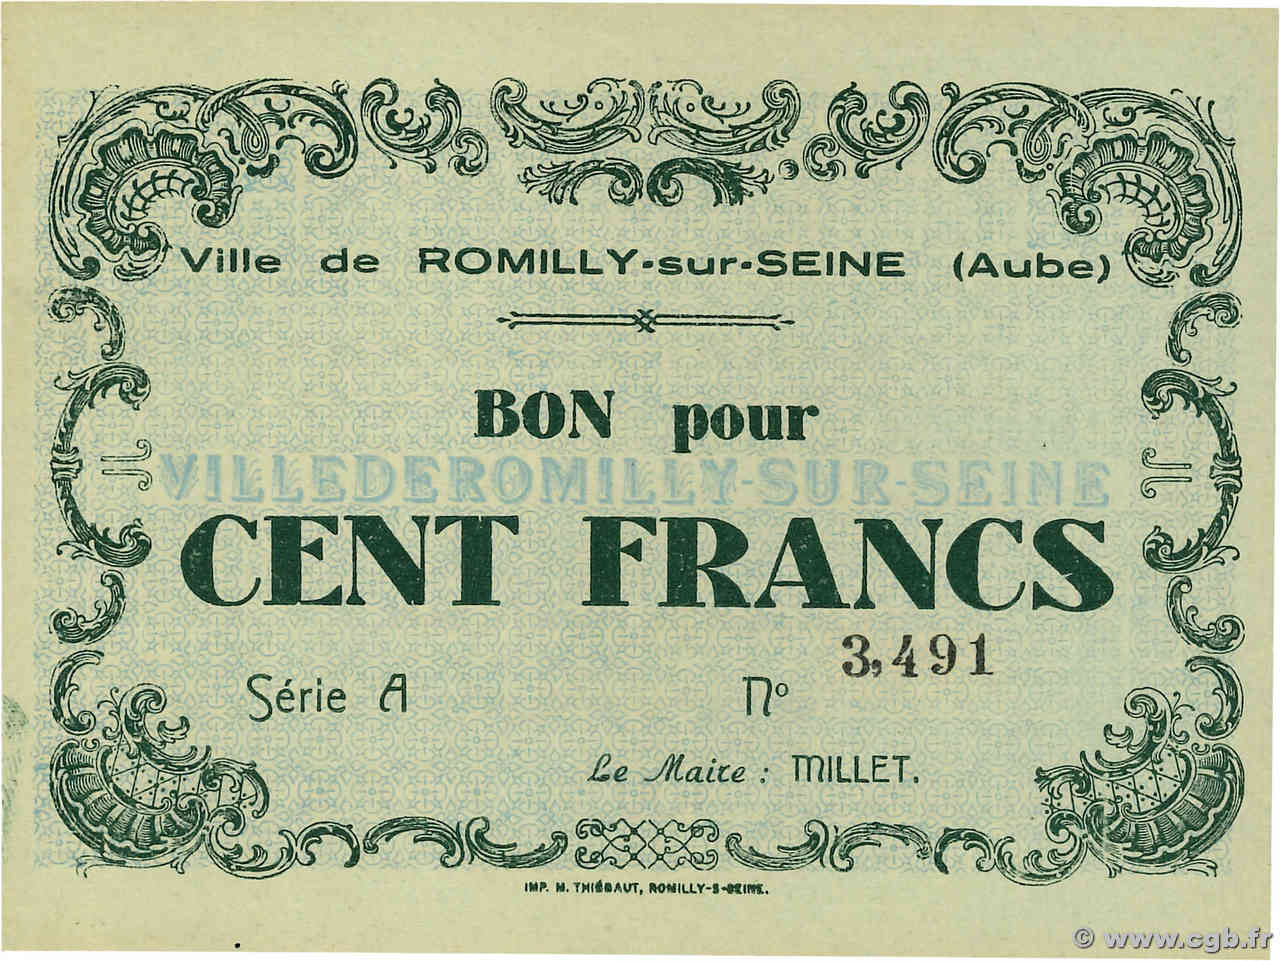 Ville de ROMILLY-sur-SEINE (Aube)
BON pour
VILLEDEROMILLY-SUR-SEINE
CENT FRANCS
3,491
Série A Nº
Le Maire : MILLET.
IMP. M. THIÉBAUT, ROMILLY-S-SEINE.
© www.cgb.fr